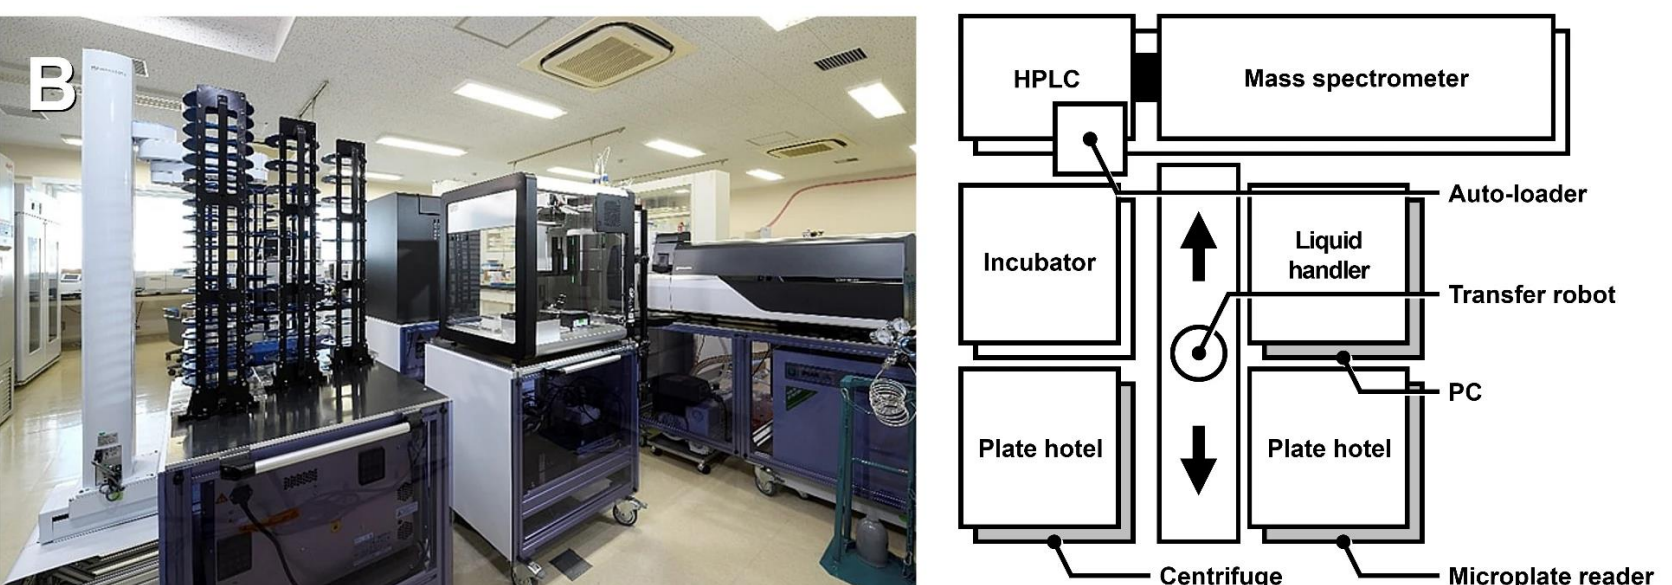 B
HPLC
Mass spectrometer
Auto-loader
Incubator
Liquid
handler
Transfer robot
PC
Plate hotel
Plate hotel
Centrifuge
Microplate reader